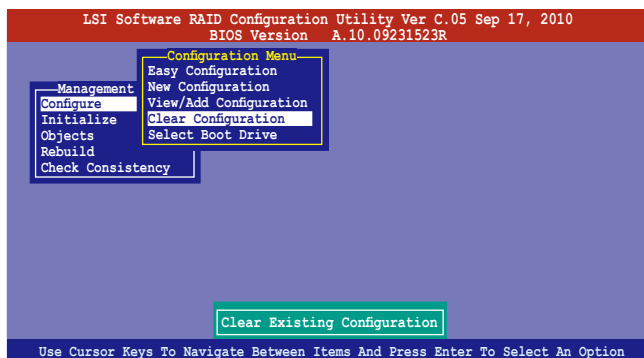 LSI Software RAID Configuration Utility Ver C.05 Sep 17, 2010
BIOS Version A.10.09231523R
Configuration Menu
Easy Configuration
New Configuration
View/Add Configuration
Clear Configuration
Select Boot Drive
Management
Configure
Initialize
Objects
Rebuild
Check Consistency
Clear Existing Configuration
Use Cursor Keys To Navigate Between Items And Press Enter To Select An Option